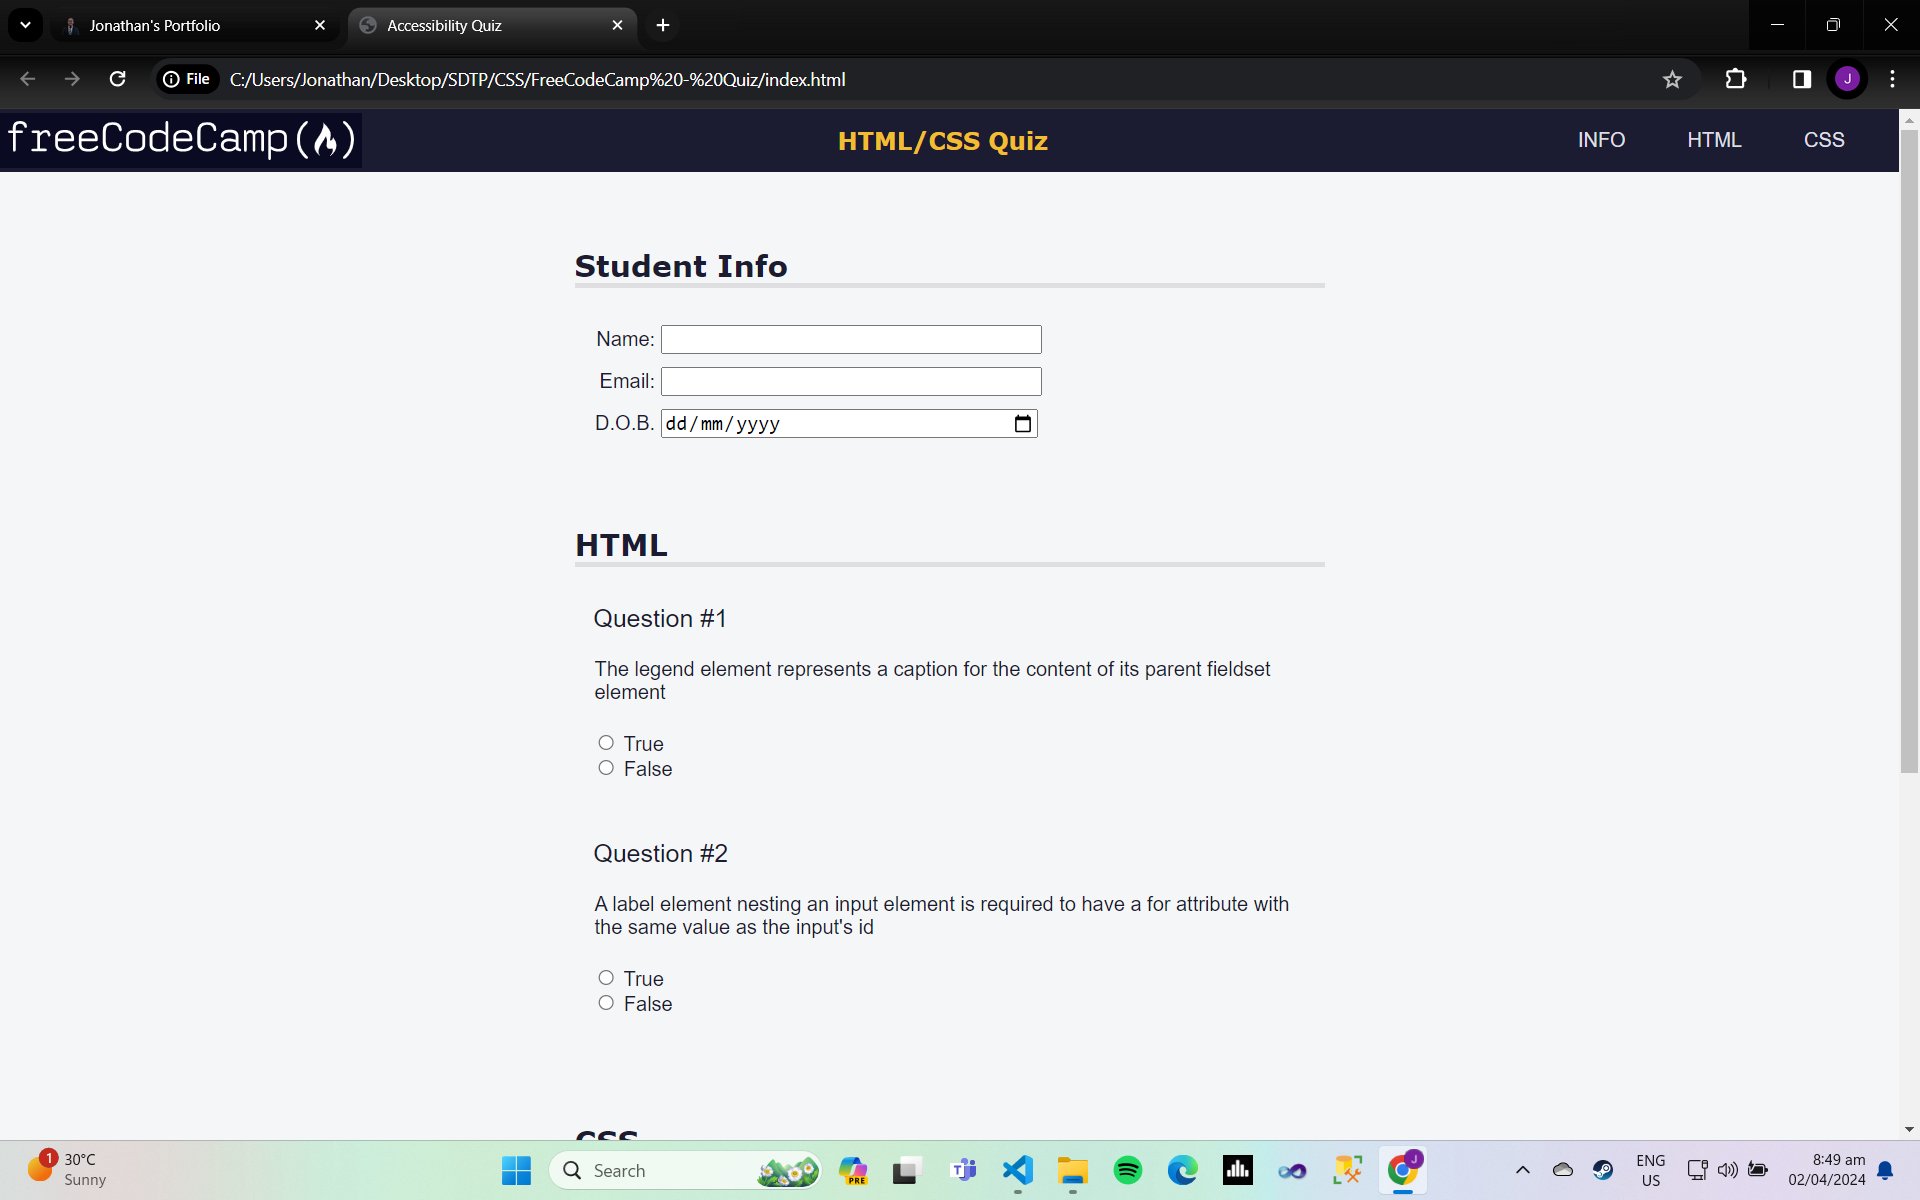 Jonathan's Portfolio
Accessibility Quiz
File
C:/Users/Jonathan/Desktop/SDTP/CSS/FreeCodeCamp%20-%20Quiz/index.html
J
freeCodeCamp
HTML/CSS Quiz
INFO
HTML
CSS
Student Info
Name:
Email:
D.O.B.
dd/mm/yyyy
HTML
Question #1
The legend element represents a caption for the content of its parent fieldset
element
True
False
Question #2
A label element nesting an input element is required to have a for attribute with
the same value as the input's id
True
False
CSS
1
30°C
Sunny
Search
PRE
J
ENG
US
8:49 am
02/04/2024